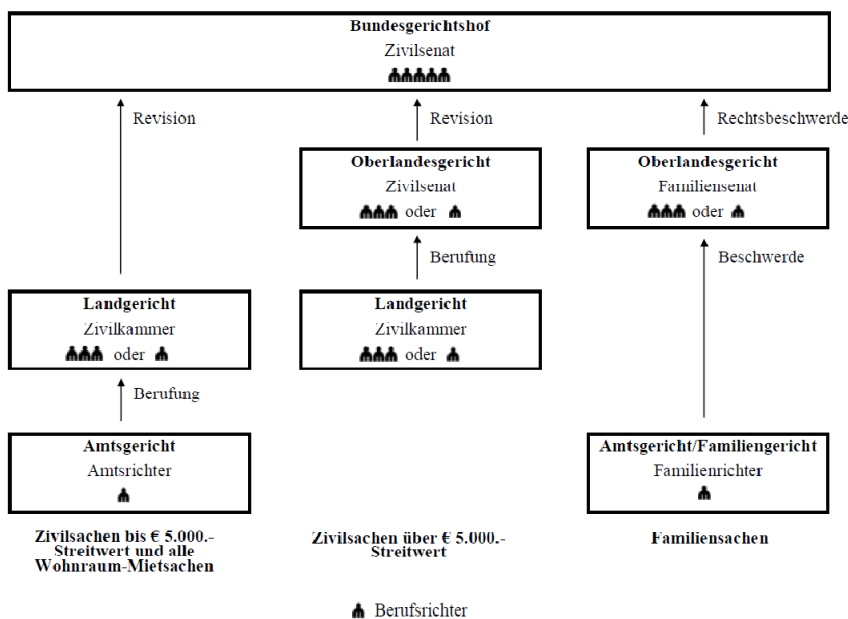 Bundesgerichtshof
Zivilsenat
Revision
Revision
Rechtsbeschwerde
Oberlandesgericht
Zivilsenat
oder
Oberlandesgericht
Familiensenat
oder
Berufung
Beschwerde
Landgericht
Zivilkammer
oder
Landgericht
Zivilkammer
oder
Berufung
Amtsgericht
Amtsrichter
Amtsgericht/Familiengericht
Familienrichter
Zivilsachen bis € 5.000.-
Streitwert und alle
Wohnraum-Mietsachen
Zivilsachen über € 5.000.-
Streitwert
Familiensachen
Berufsrichter